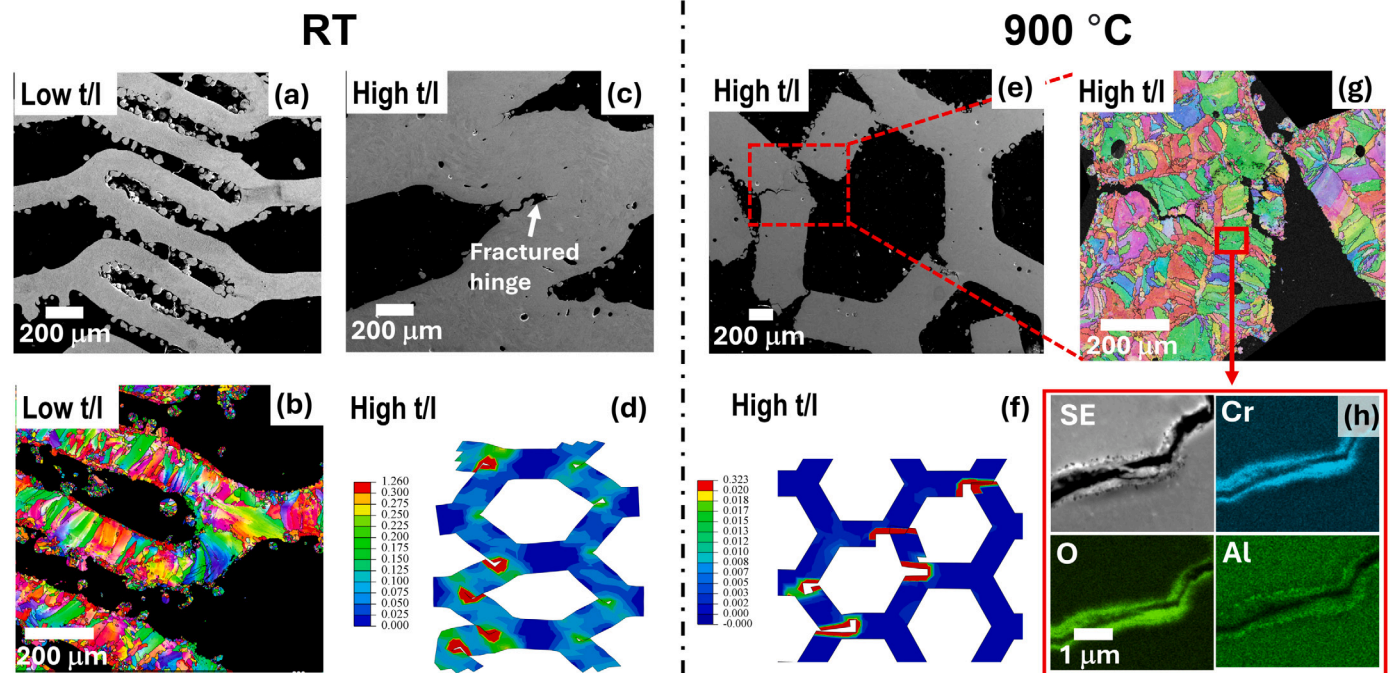 RT
900 °C
Low t/l
(a)
200 µm
High t/l
(c)
Fractured
hinge
200 µm
High t/l
(e)
200 µm
High t/l
(g)
200 µm
Low t/l
(b)
200 µm
High t/l
(d)
1.260
0.300
0.275
0.250
0.225
0.200
0.175
0.150
0.125
0.100
0.075
0.050
0.025
0.000
High t/l
(f)
0.323
0.020
0.018
0.017
0.015
0.013
0.012
0.010
0.008
0.007
0.005
0.003
0.002
0.000
-0.000
SE
Cr
(h)
O
Al
1 µm